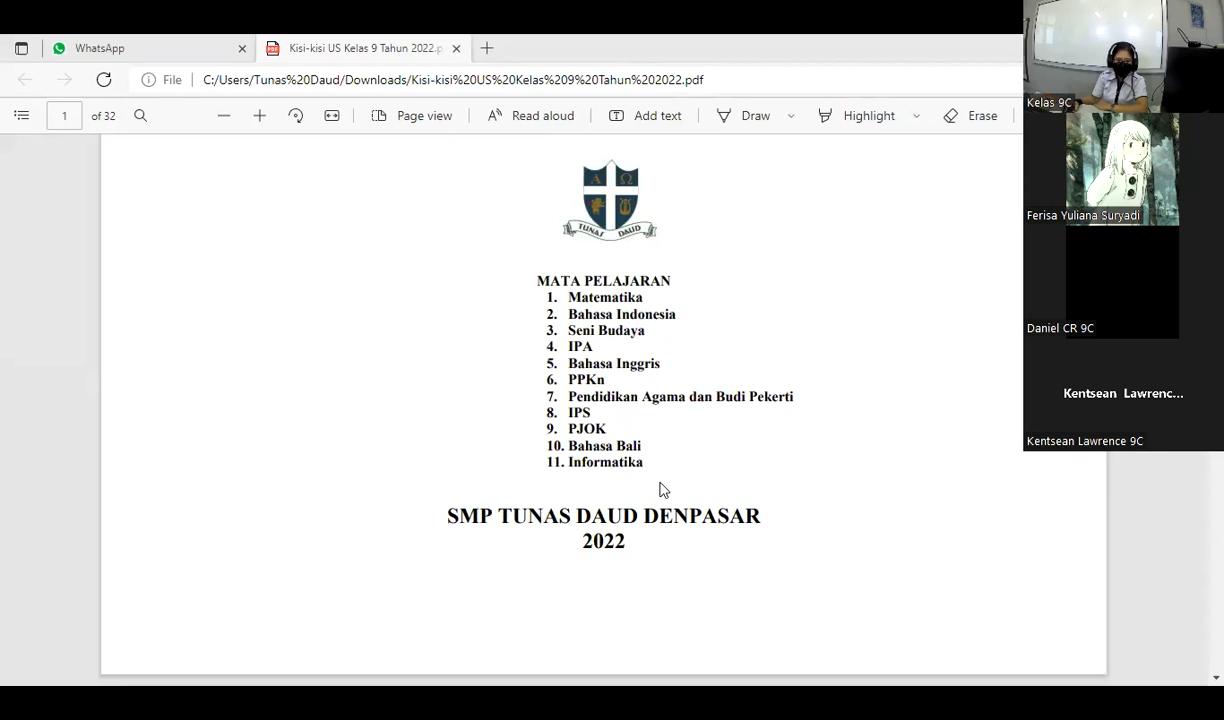 WhatsApp
Kisi-kisi US Kelas 9 Tahun 2022.p
File
C:/Users/Tunas%20Daud/Downloads/Kisi-kisi%20US%20Kelas%209%20Tahun%202022.pdf
1 of 32
Page view
Read aloud
Add text
Draw
Highlight
Erase
Kelas 9C
Ferisa Yuliana Suryadi
Daniel CR 9C
Kentsean Lawrenc...
Kentsean Lawrence 9C
Α Ω
TUNAS DAUD
MATA PELAJARAN
1. Matematika
2. Bahasa Indonesia
3. Seni Budaya
4. IPA
5. Bahasa Inggris
6. PPKn
7. Pendidikan Agama dan Budi Pekerti
8. IPS
9. PJOK
10. Bahasa Bali
11. Informatika
SMP TUNAS DAUD DENPASAR
2022